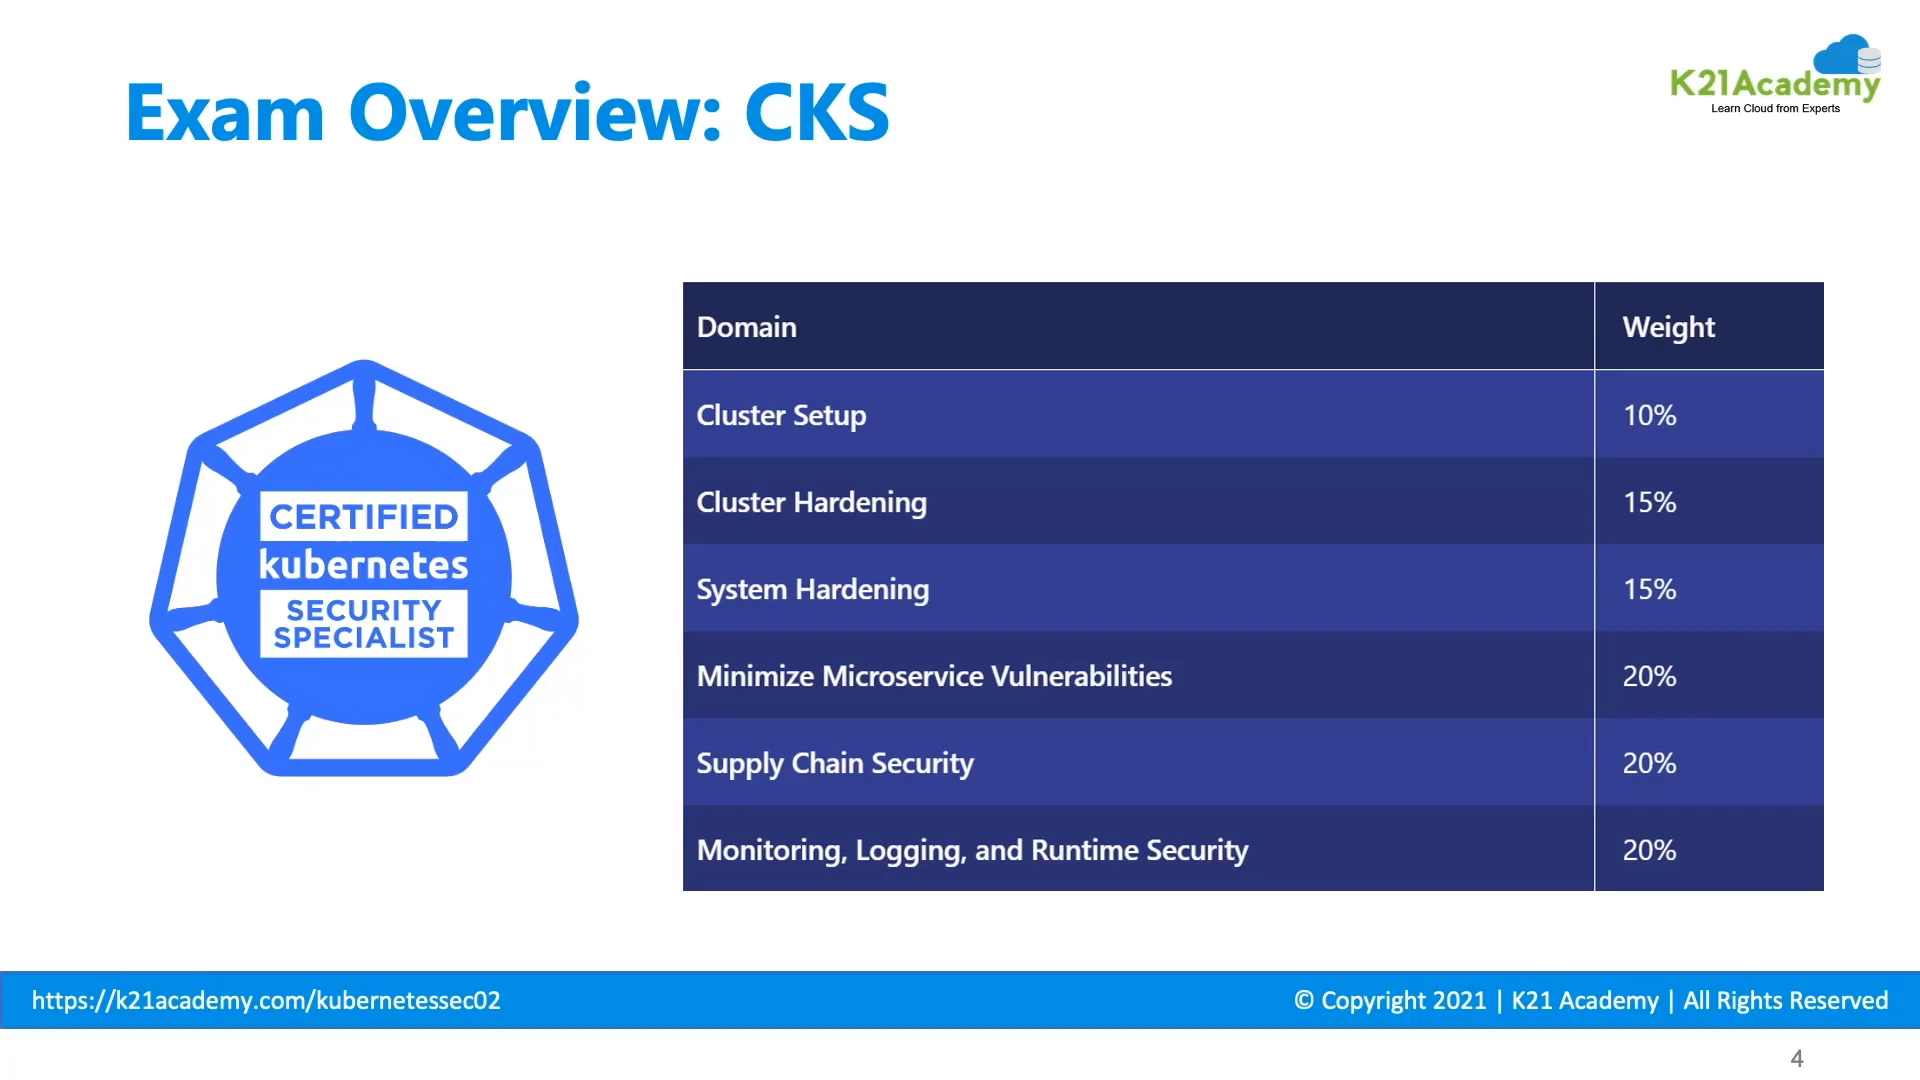 Exam Overview: CKS
K21Academy
Learn Cloud from Experts
CERTIFIED
kubernetes
SECURITY
SPECIALIST
Domain Weight
Cluster Setup 10%
Cluster Hardening 15%
System Hardening 15%
Minimize Microservice Vulnerabilities 20%
Supply Chain Security 20%
Monitoring, Logging, and Runtime Security 20%
https://k21academy.com/kubernetessec02 © Copyright 2021 | K21 Academy | All Rights Reserved
4